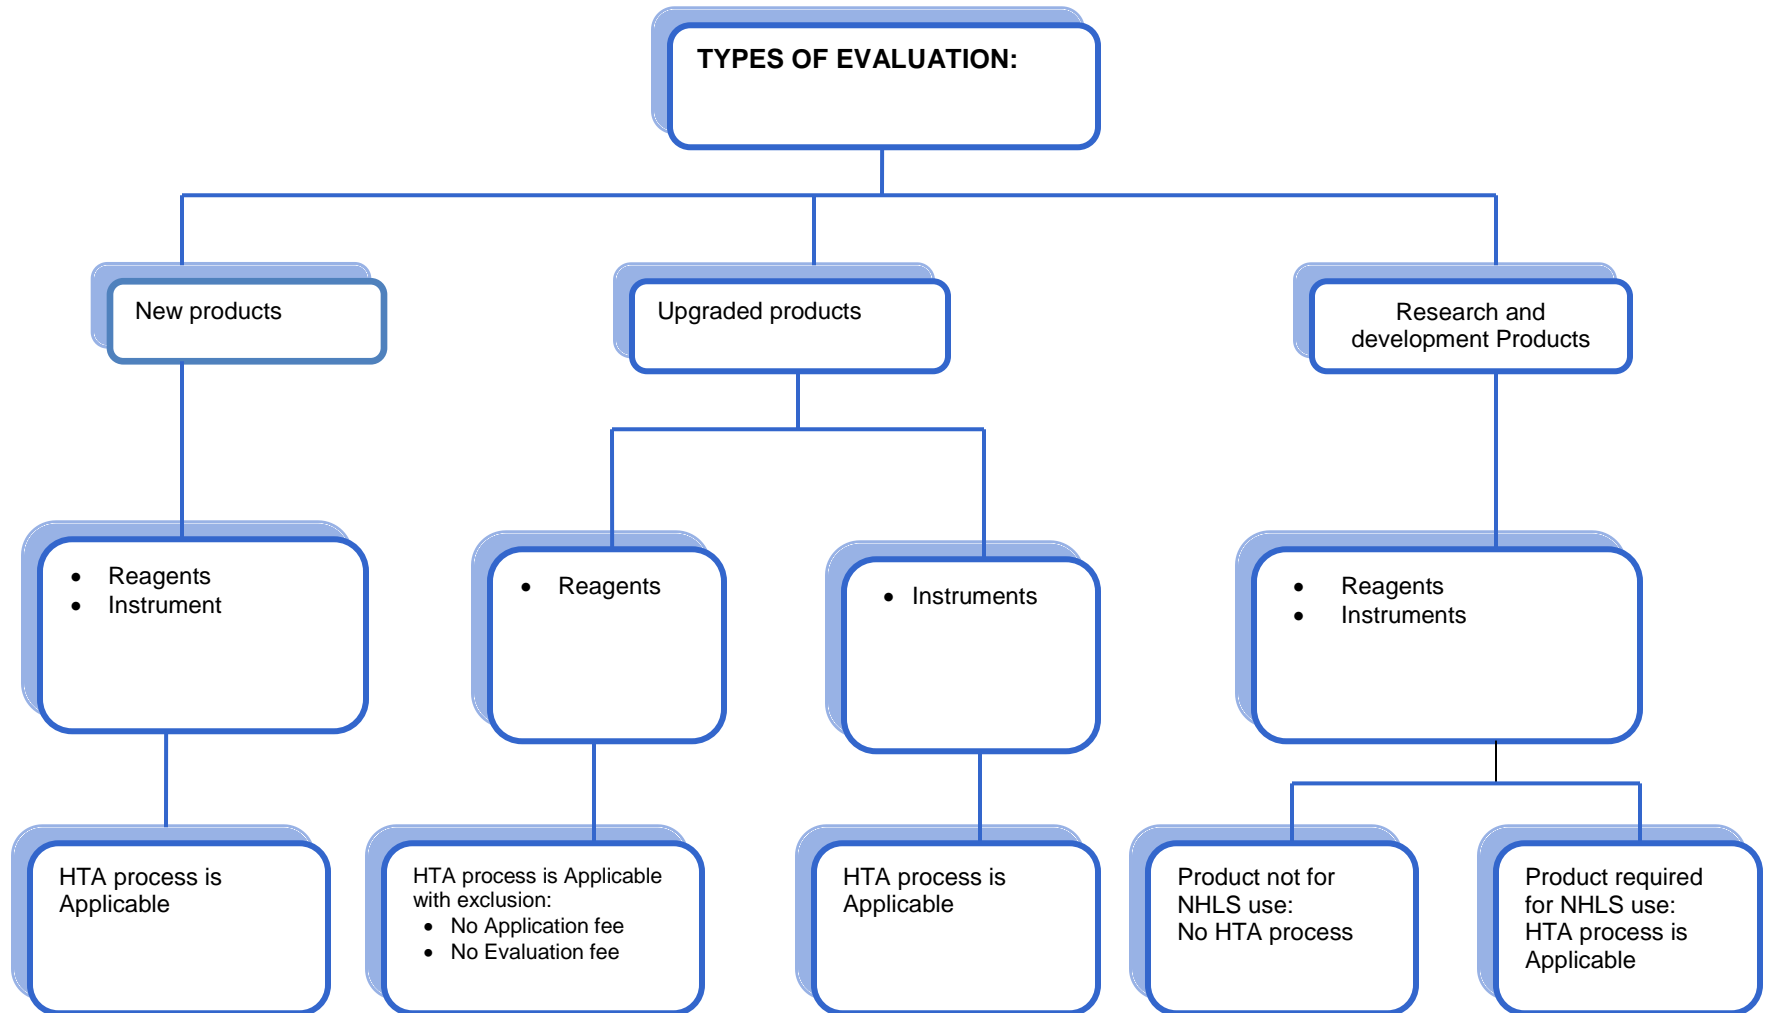 TYPES OF EVALUATION:
New products
Upgraded products
Research and
development Products
• Reagents
• Instrument
• Reagents
• Instruments
• Reagents
• Instruments
HTA process is
Applicable
HTA process is Applicable
with exclusion:
• No Application fee
• No Evaluation fee
HTA process is
Applicable
Product not for
NHLS use:
No HTA process
Product required
for NHLS use:
HTA process is
Applicable